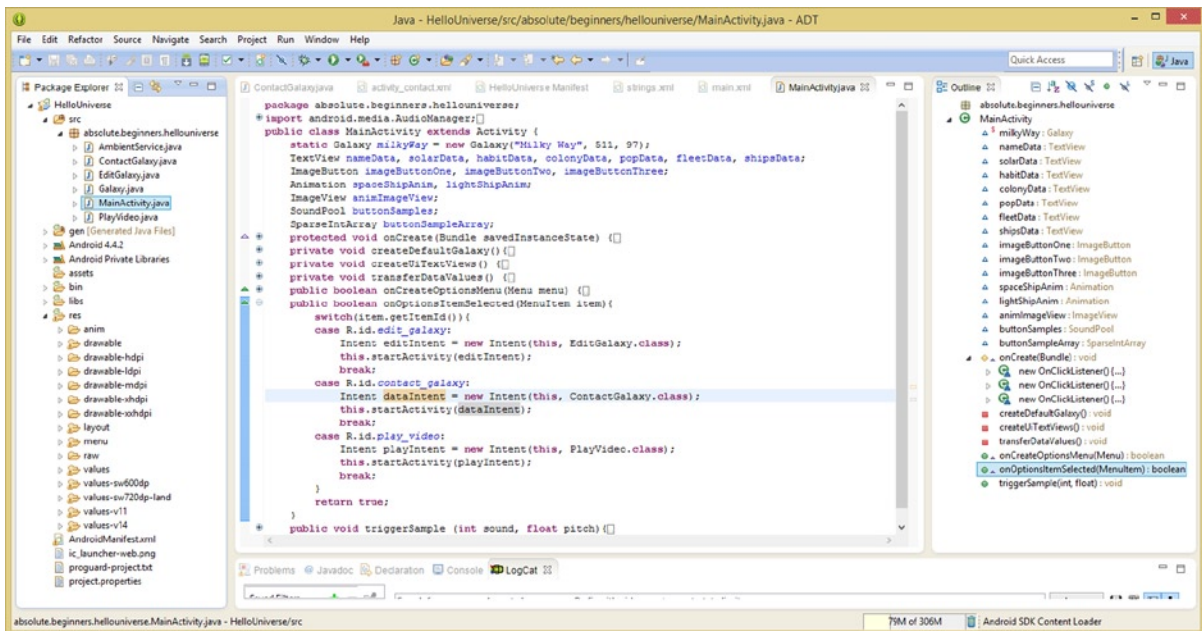 Java - HelloUniverse/src/absolute/beginners/hellouniverse/MainActivity.java - ADT
File Edit Refactor Source Navigate Search Project Run Window Help
Quick Access
Java
Package Explorer
HelloUniverse
src
absolute.beginners.hellouniverse
AmbientService.java
ContactGalaxy.java
EditGalaxy.java
Galaxy.java
MainActivity.java
PlayVideo.java
gen [Generated Java Files]
Android 4.4.2
Android Private Libraries
assets
bin
libs
res
anim
drawable
drawable-hdpi
drawable-ldpi
drawable-mdpi
drawable-xhdpi
drawable-xxhdpi
layout
menu
raw
values
values-sw600dp
values-sw720dp-land
values-v11
values-v14
AndroidManifest.xml
ic_launcher-web.png
proguard-project.txt
project.properties
ContactGalaxy.java activity_contact.xml HelloUniverse Manifest strings.xml main.xml MainActivity.java
package absolute.beginners.hellouniverse;
import android.media.AudioManager;
public class MainActivity extends Activity {
static Galaxy milkyWay = new Galaxy("Milky Way", 511, 97);
TextView nameData, solarData, habitData, colonyData, popData, fleetData, shipsData;
ImageButton imageButtonOne, imageButtonTwo, imageButtonThree;
Animation spaceShipAnim, lightShipAnim;
ImageView animImageView;
SoundPool buttonSamples;
SparseIntArray buttonSampleArray;
protected void onCreate(Bundle savedInstanceState) {
private void createDefaultGalaxy(){
private void createUiTextViews() {
private void transferDataValues() {
public boolean onCreateOptionsMenu(Menu menu) {
public boolean onOptionsItemSelected(MenuItem item){
switch(item.getItemId()){
case R.id.edit_galaxy:
Intent editIntent = new Intent(this, EditGalaxy.class);
this.startActivity(editIntent);
break;
case R.id.contact_galaxy:
Intent dataIntent = new Intent(this, ContactGalaxy.class);
this.startActivity(dataIntent);
break;
case R.id.play_video:
Intent playIntent = new Intent(this, PlayVideo.class);
this.startActivity(playIntent);
break;
}
return true;
}
public void triggerSample (int sound, float pitch){
Problems @ Javadoc Declaration Console LogCat
Outline
absolute.beginners.hellouniverse
MainActivity
milkyWay : Galaxy
nameData : TextView
solarData : TextView
habitData : TextView
colonyData : TextView
popData : TextView
fleetData : TextView
shipsData : TextView
imageButtonOne : ImageButton
imageButtonTwo : ImageButton
imageButtonThree : ImageButton
spaceShipAnim : Animation
lightShipAnim : Animation
animImageView : ImageView
buttonSamples : SoundPool
buttonSampleArray : SparseIntArray
onCreate(Bundle) : void
new OnClickListener() {...}
new OnClickListener() {...}
new OnClickListener() {...}
createDefaultGalaxy() : void
createUiTextViews() : void
transferDataValues() : void
onCreateOptionsMenu(Menu) : boolean
onOptionsItemSelected(MenuItem) : boolean
triggerSample(int, float) : void
absolute.beginners.hellouniverse.MainActivity.java - HelloUniverse/src
79M of 306M
Android SDK Content Loader